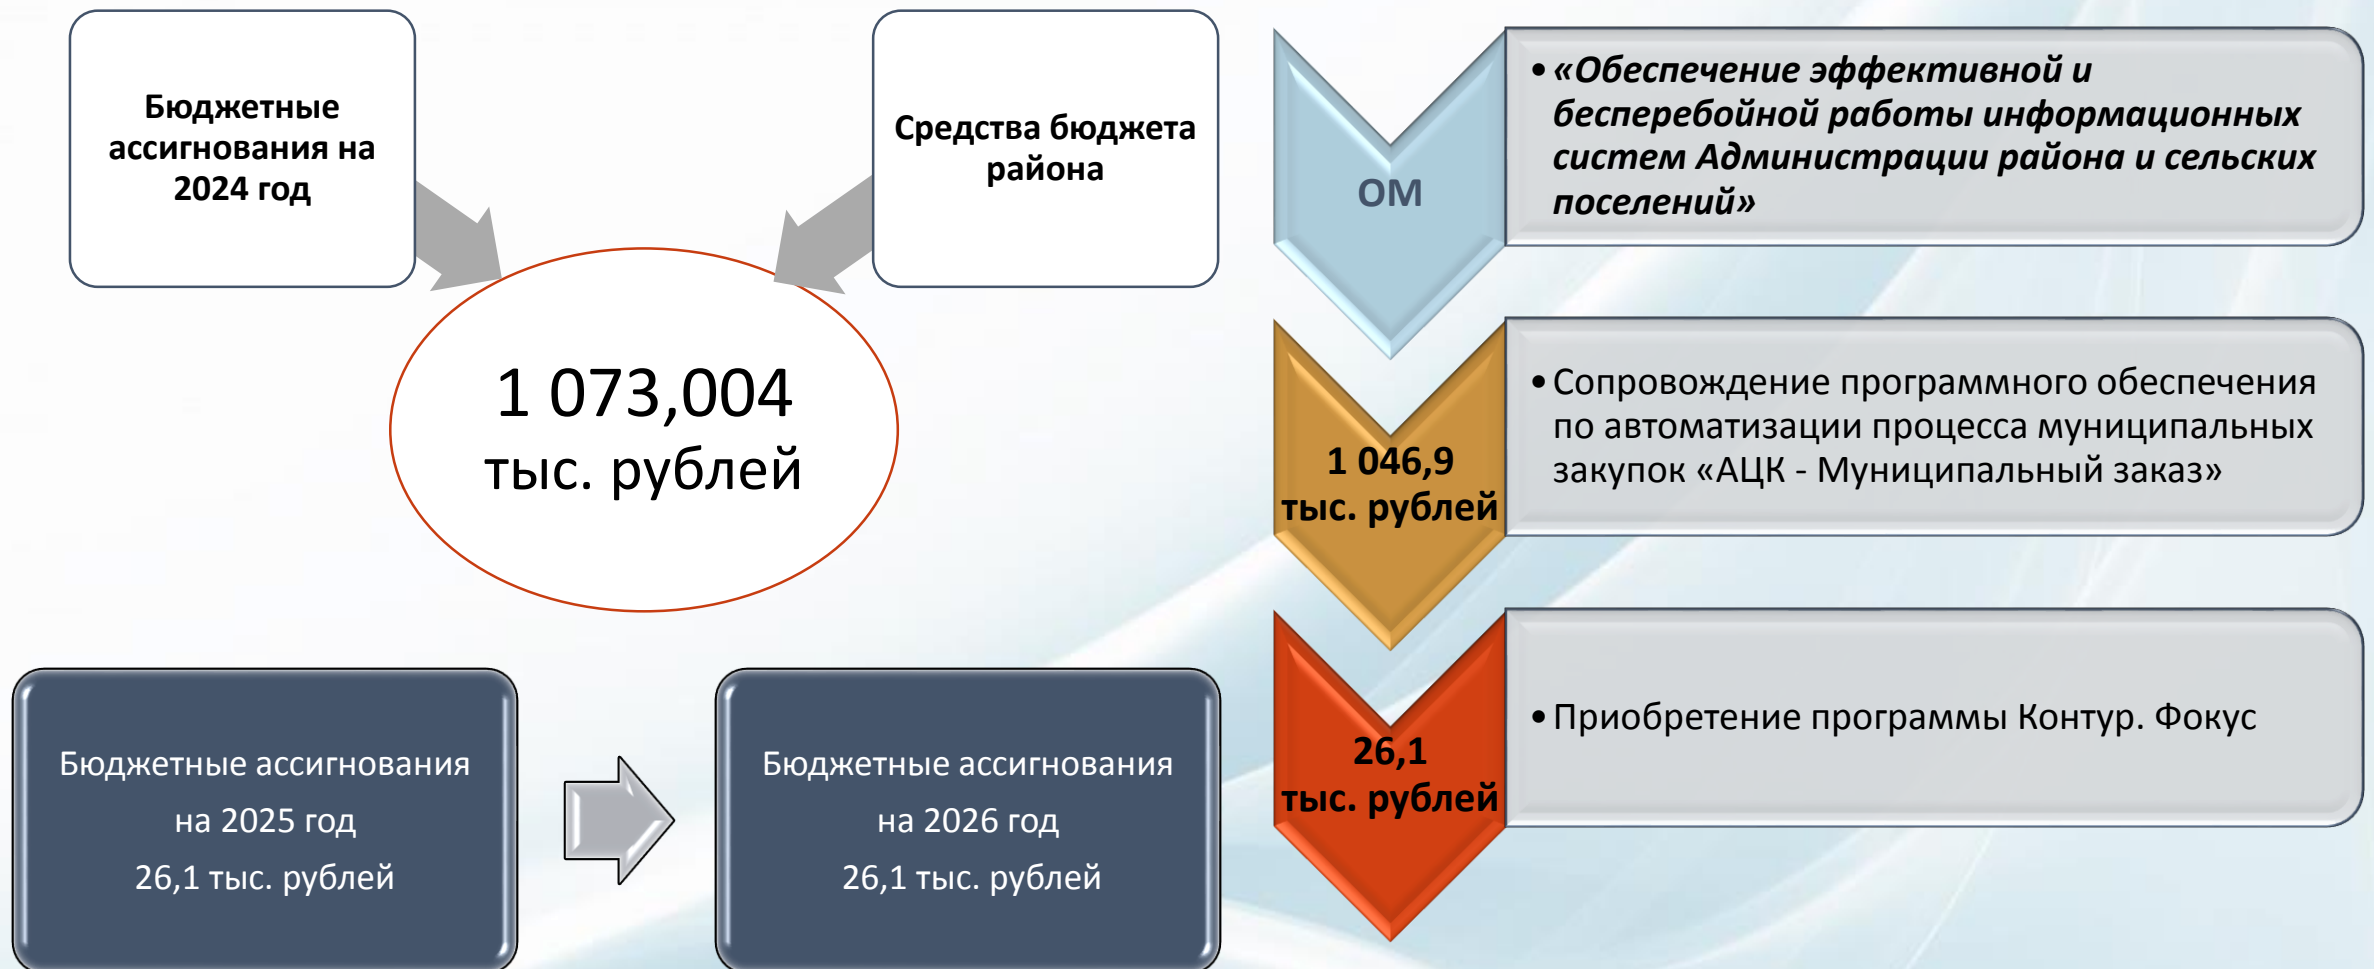 Бюджетные
ассигнования на
2024 год
Средства бюджета
района
1 073,004
тыс. рублей
Бюджетные ассигнования
на 2025 год
26,1 тыс. рублей
Бюджетные ассигнования
на 2026 год
26,1 тыс. рублей
ОМ
•«Обеспечение эффективной и
бесперебойной работы информационных
систем Администрации района и сельских
поселений»
1 046,9
тыс. рублей
•Сопровождение программного обеспечения
по автоматизации процесса муниципальных
закупок «АЦК - Муниципальный заказ»
26,1
тыс. рублей
•Приобретение программы Контур. Фокус